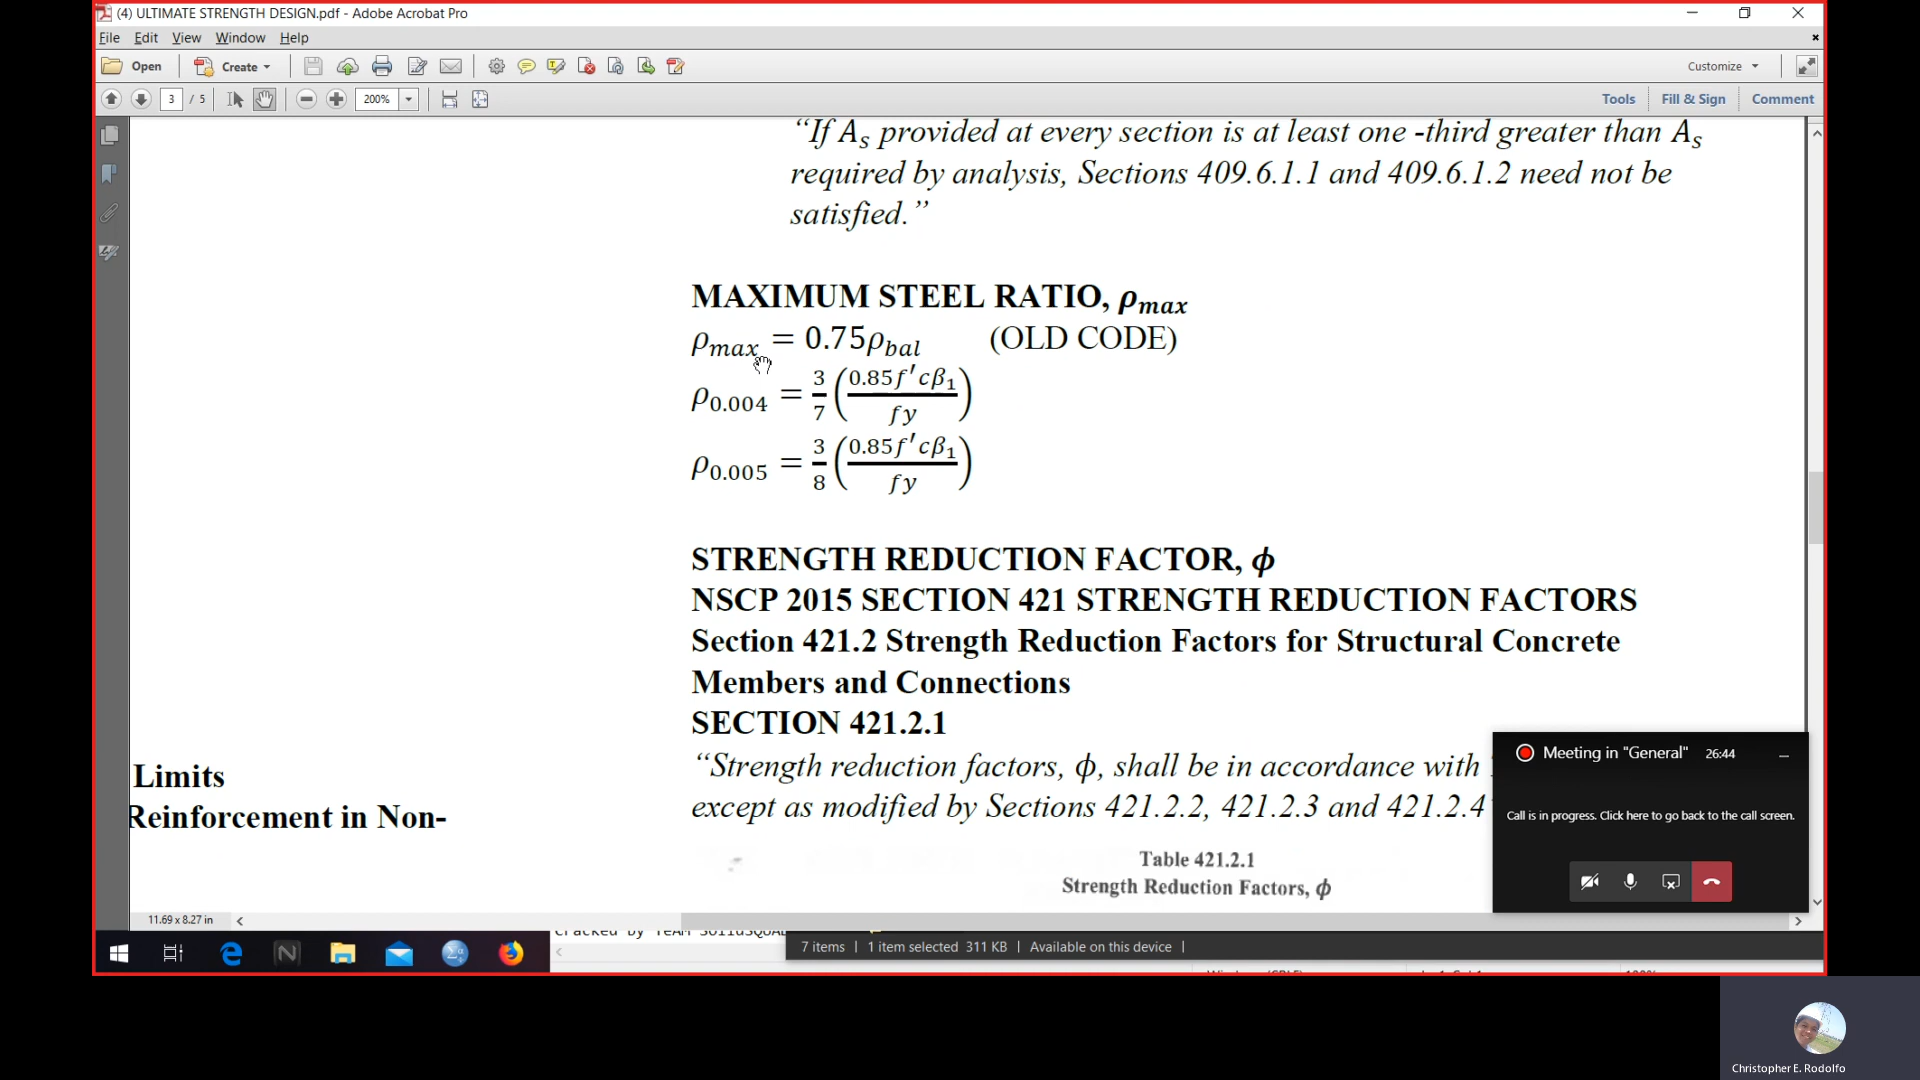 (4) ULTIMATE STRENGTH DESIGN.pdf - Adobe Acrobat Pro
File Edit View Window Help
Open Create Customize
3 / 5 200% Tools Fill & Sign Comment
“If Aₛ provided at every section is at least one -third greater than Aₛ
required by analysis, Sections 409.6.1.1 and 409.6.1.2 need not be
satisfied.”
MAXIMUM STEEL RATIO, ρmax
ρmax = 0.75ρbal (OLD CODE)
ρ0.004 = 3/7 (0.85f′cβ₁/fy)
ρ0.005 = 3/8 (0.85f′cβ₁/fy)
STRENGTH REDUCTION FACTOR, ϕ
NSCP 2015 SECTION 421 STRENGTH REDUCTION FACTORS
Section 421.2 Strength Reduction Factors for Structural Concrete
Members and Connections
SECTION 421.2.1
“Strength reduction factors, ϕ, shall be in accordance with
except as modified by Sections 421.2.2, 421.2.3 and 421.2.4
Limits
Reinforcement in Non-
Table 421.2.1
Strength Reduction Factors, ϕ
Meeting in "General" 26:44
Call is in progress. Click here to go back to the call screen.
11.69 x 8.27 in
7 items | 1 item selected 311 KB | Available on this device |
Christopher E. Rodolfo